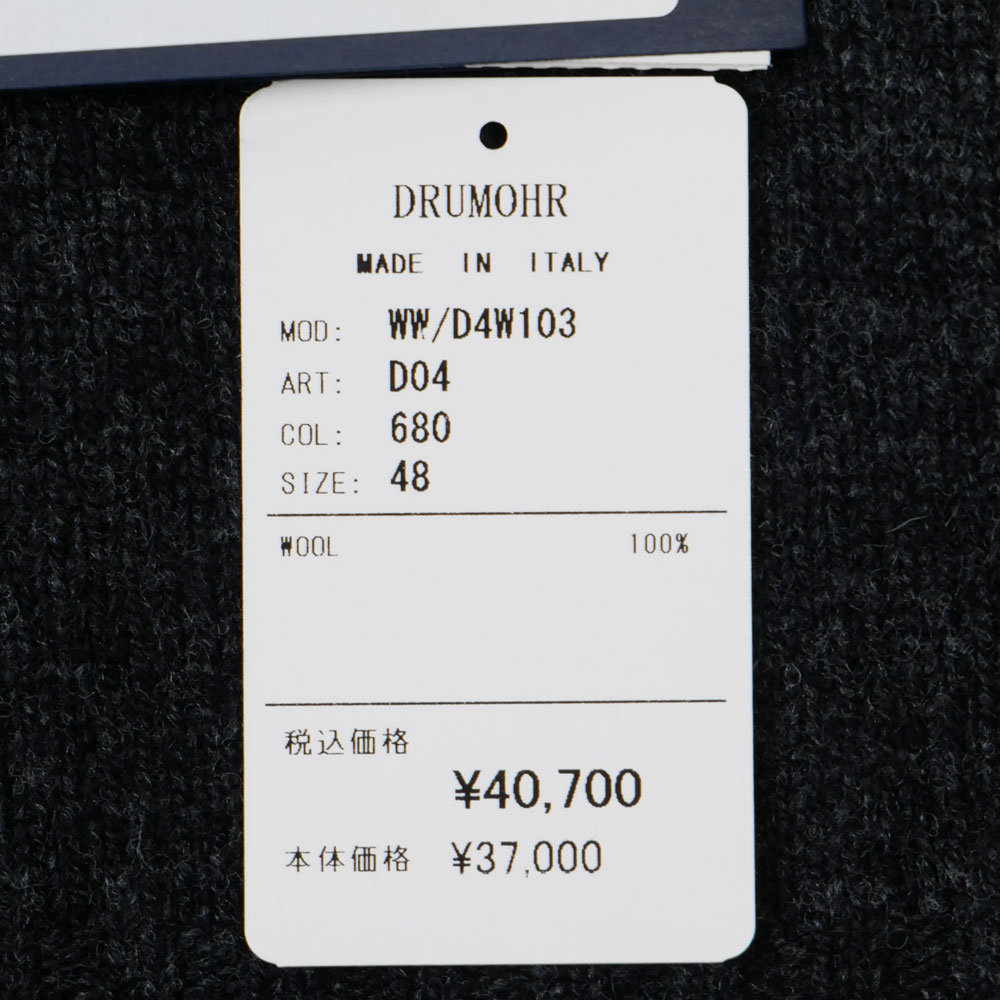 DRUMOHR
MADE IN ITALY
MOD: WW/D4W103
ART: D04
COL: 680
SIZE: 48
WOOL 100%
税込価格
¥40,700
本体価格 ¥37,000